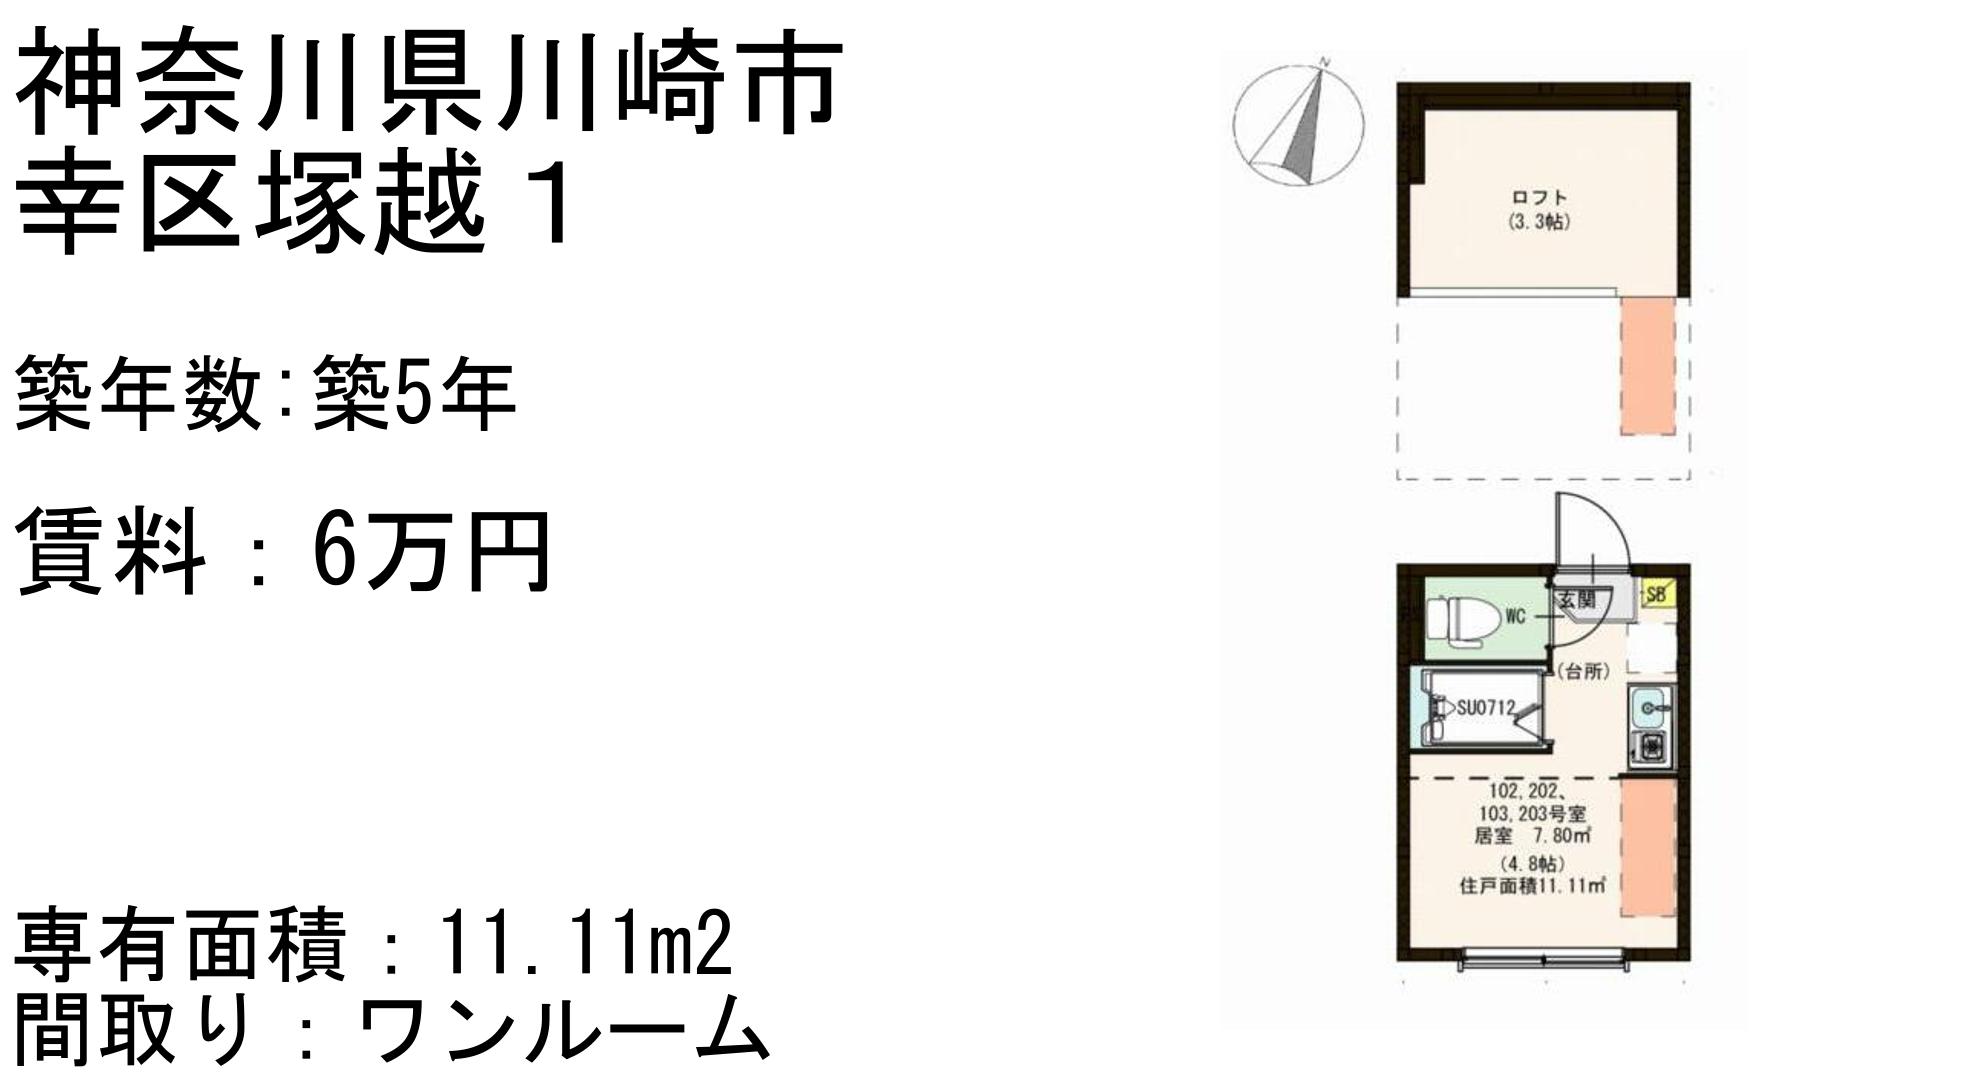 神奈川県川崎市
幸区塚越１
築年数:築5年
賃料：6万円
専有面積：11.11m2
間取り：ワンルーム
N
ロフト
(3.3帖)
WC
玄関
SB
(台所)
SU0712
102,202、
103,203号室
居室　7.80㎡
(4.8帖)
住戸面積11.11㎡